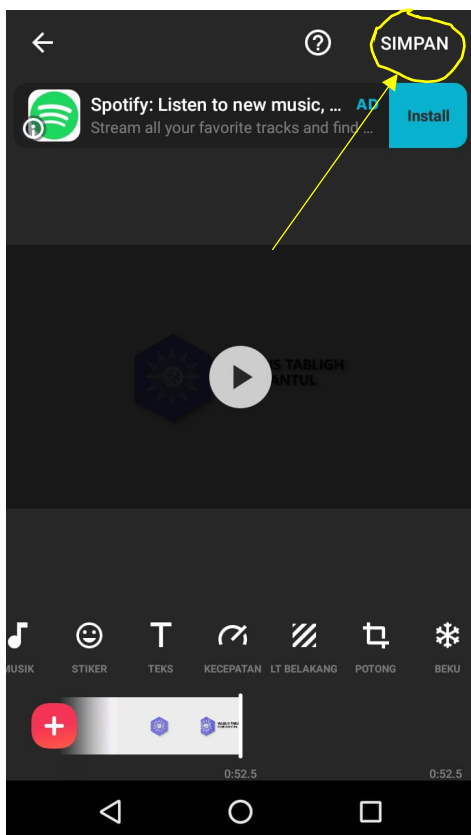 SIMPAN
Spotify: Listen to new music, ... AD
Stream all your favorite tracks and find ...
Install
S TABLIGH
ANTUL
MUSIK STIKER TEKS KECEPATAN LT BELAKANG POTONG BEKU
0:52.5 0:52.5